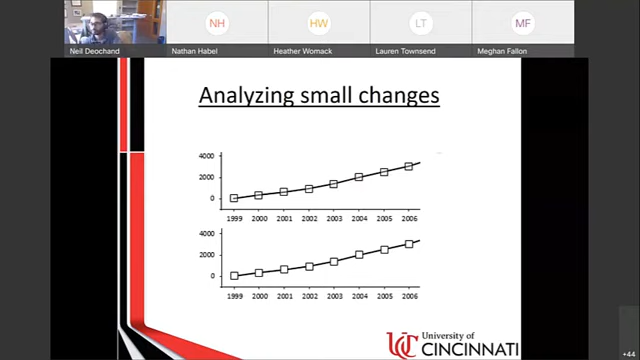 NH
HW
LT
MF
Neil Deochand
Nathan Habel
Heather Womack
Lauren Townsend
Meghan Fallon
Analyzing small changes
4000
2000
0
1999 2000 2001 2002 2003 2004 2005 2006
4000
2000
0
1999 2000 2001 2002 2003 2004 2005 2006
UC
University of
CINCINNATI
+44